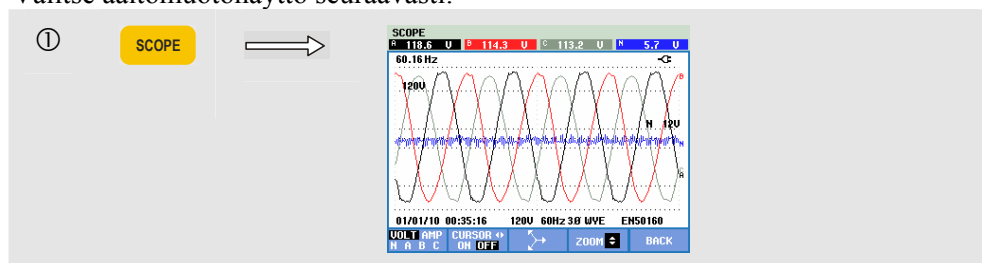 Valitse aaltomuotonäyttö seuraavasti:
① SCOPE
SCOPE
A 118.6 V B 114.3 V C 113.2 V N 5.7 V
60.16 Hz
B
120V
N 12V
N
A
01/01/10 00:35:16 120V 60Hz 3Ø WYE EN50160
VOLT AMP CURSOR ZOOM BACK
N A B C ON OFF